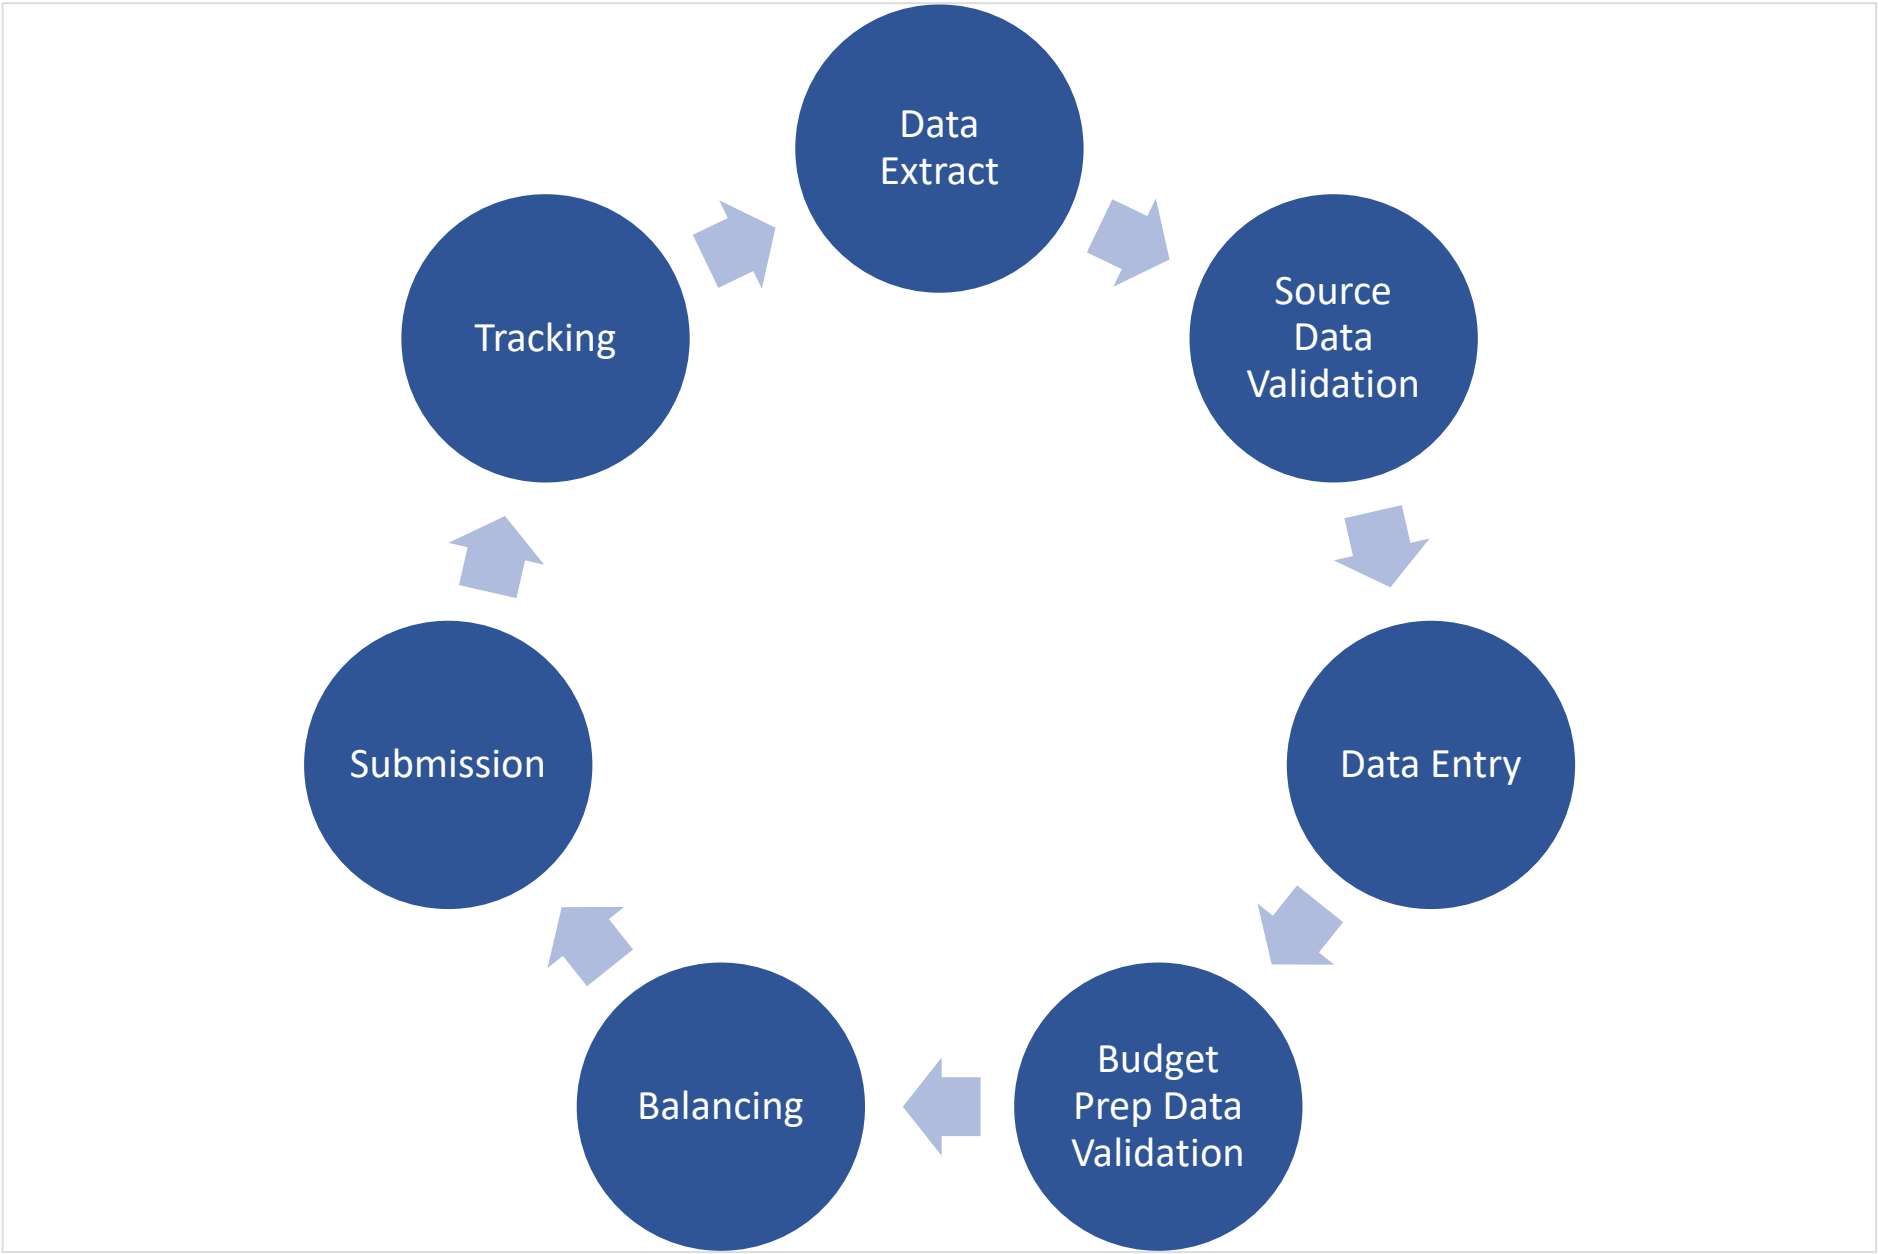 Data
Extract
Source
Data
Validation
Data Entry
Budget
Prep Data
Validation
Balancing
Submission
Tracking